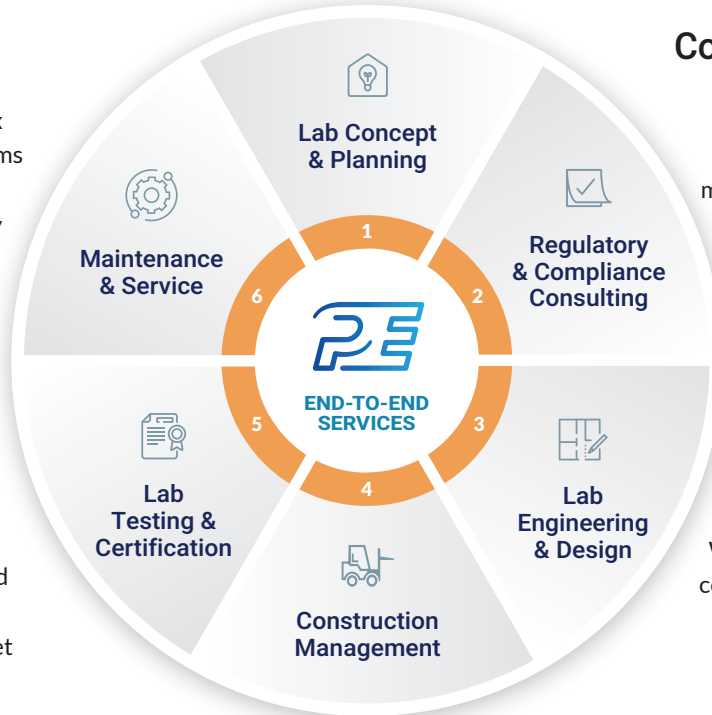 1
Lab Concept
& Planning
2
Regulatory
& Compliance
Consulting
3
Lab
Engineering
& Design
4
Construction
Management
5
Lab
Testing &
Certification
6
Maintenance
& Service
PE
END-TO-END
SERVICES